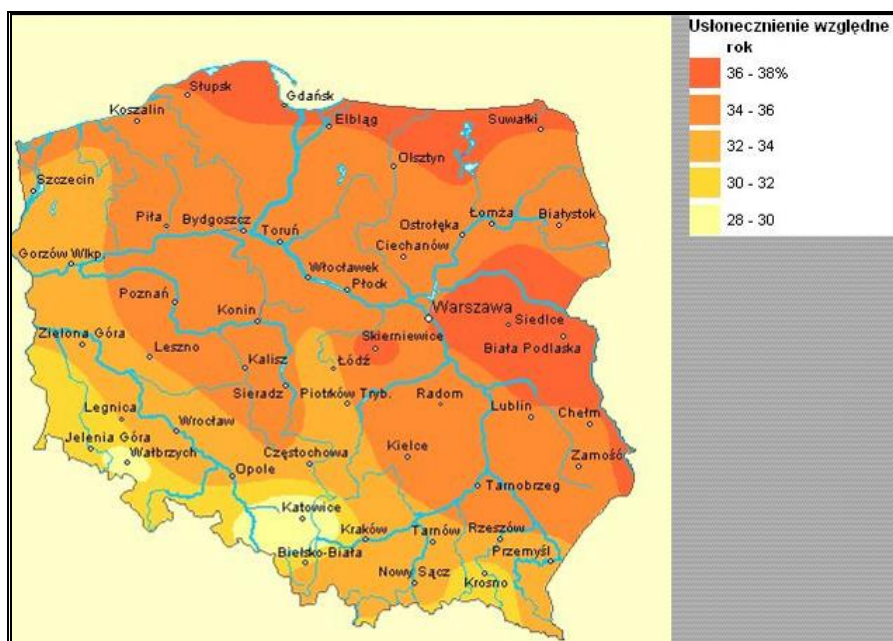 Usłonecznienie względne
rok
36 - 38%
34 - 36
32 - 34
30 - 32
28 - 30
Słupsk
Gdańsk
Koszalin
Elbląg
Suwałki
Olsztyn
Szczecin
Piła
Bydgoszcz
Toruń
Ostrołęka
Łomża
Białystok
Ciechanów
Gorzów Wlkp.
Włocławek
Płock
Poznań
Konin
Warszawa
Siedlce
Zielona Góra
Skierniewice
Biała Podlaska
Leszno
Kalisz
Łódź
Sieradz
Piotrków Tryb.
Radom
Lublin
Chełm
Legnica
Wrocław
Jelenia Góra
Wałbrzych
Częstochowa
Kielce
Zamość
Opole
Tarnobrzeg
Katowice
Kraków
Tarnów
Rzeszów
Bielsko-Biała
Przemyśl
Nowy Sącz
Krosno